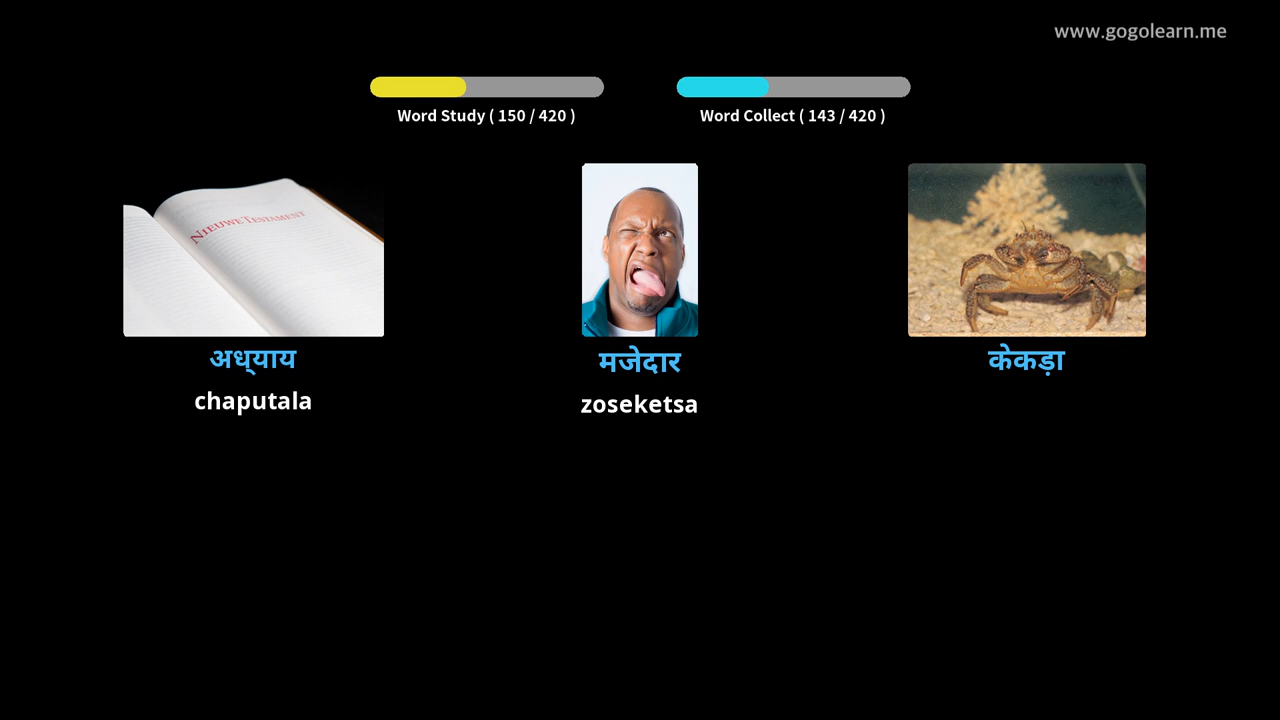 www.gogolearn.me
Word Study ( 150 / 420 )
Word Collect ( 143 / 420 )
NIEUWE TESTAMENT
अध्याय
मजेदार
केकड़ा
chaputala
zoseketsa